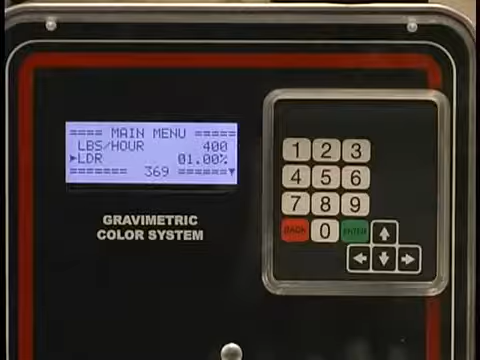 ==== MAIN MENU =====
LBS/HOUR 400
►LDR 01.00%
======= 369 ======▼
GRAVIMETRIC
COLOR SYSTEM
1 2 3
4 5 6
7 8 9
BACK 0 ENTER